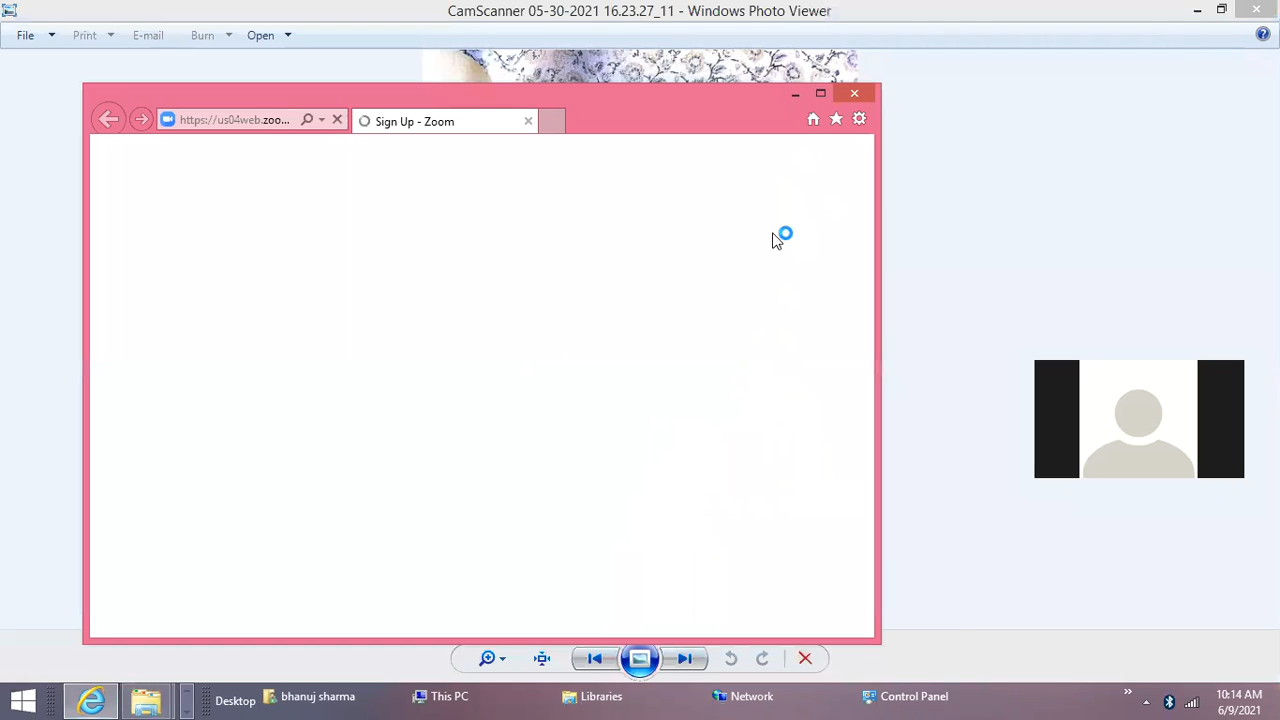 CamScanner 05-30-2021 16.23.27_11 - Windows Photo Viewer
File Print E-mail Burn Open
https://us04web.zoo... Sign Up - Zoom
Desktop bhanuj sharma This PC Libraries Network Control Panel
10:14 AM
6/9/2021